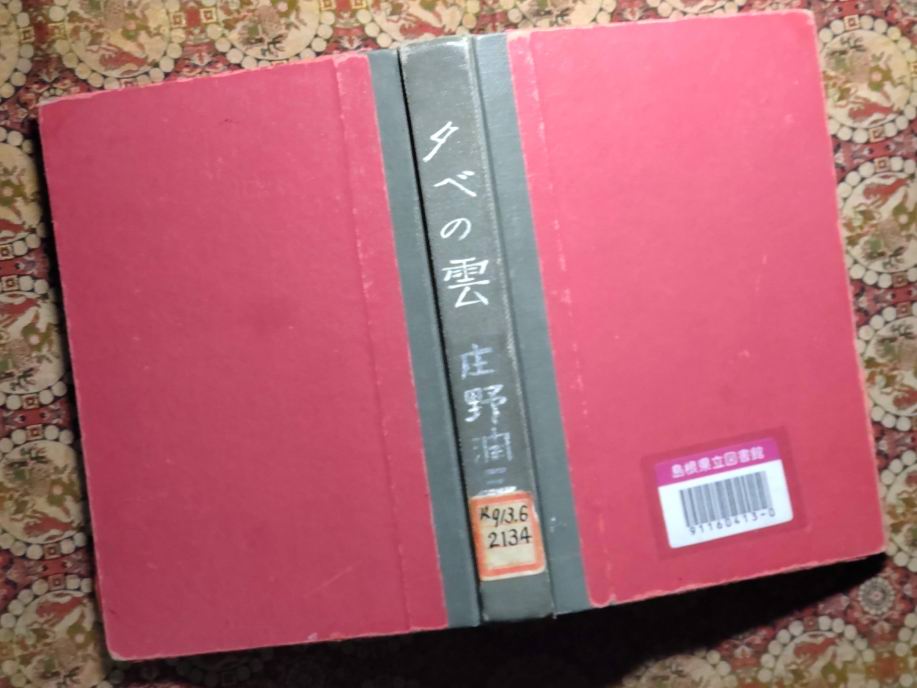 夕べの雲
庄野潤三
K913.6
2134
島根県立図書館
91160413-0